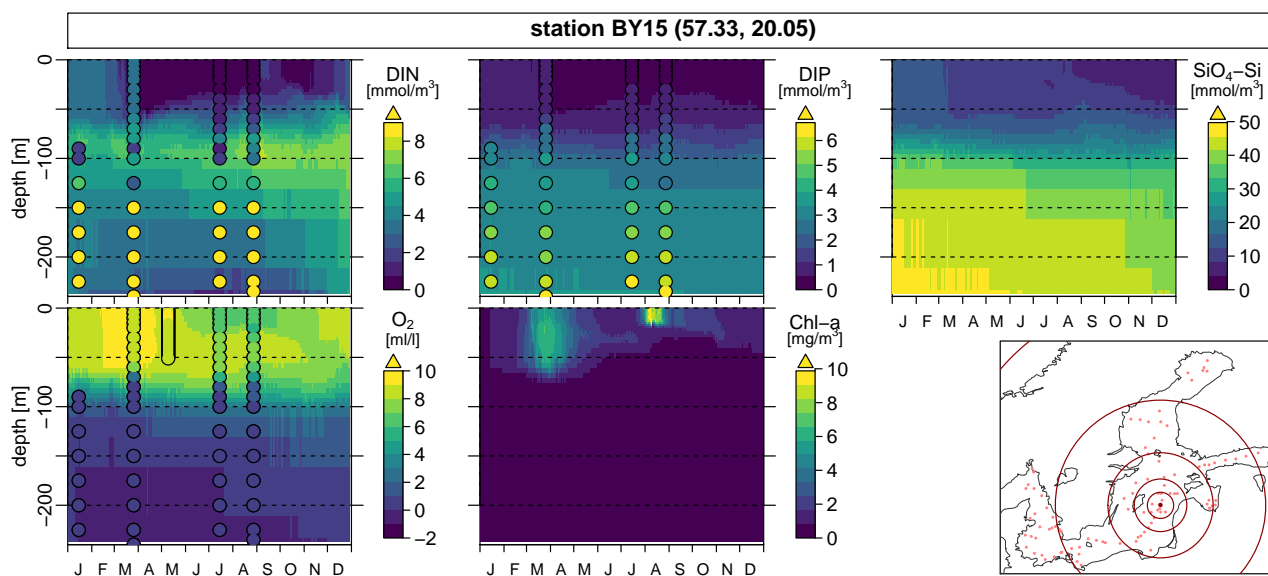 station BY15 (57.33, 20.05)
DIN
[mmol/m³]
8
6
4
2
0
DIP
[mmol/m³]
6
5
4
3
2
1
0
SiO₄−Si
[mmol/m³]
50
40
30
20
10
0
depth [m]
0
−100
−200
J F M A M J J A S O N D
J F M A M J J A S O N D
J F M A M J J A S O N D
O₂
[ml/l]
10
8
6
4
2
0
−2
Chl−a
[mg/m³]
10
8
6
4
2
0
depth [m]
0
−100
−200
J F M A M J J A S O N D
J F M A M J J A S O N D